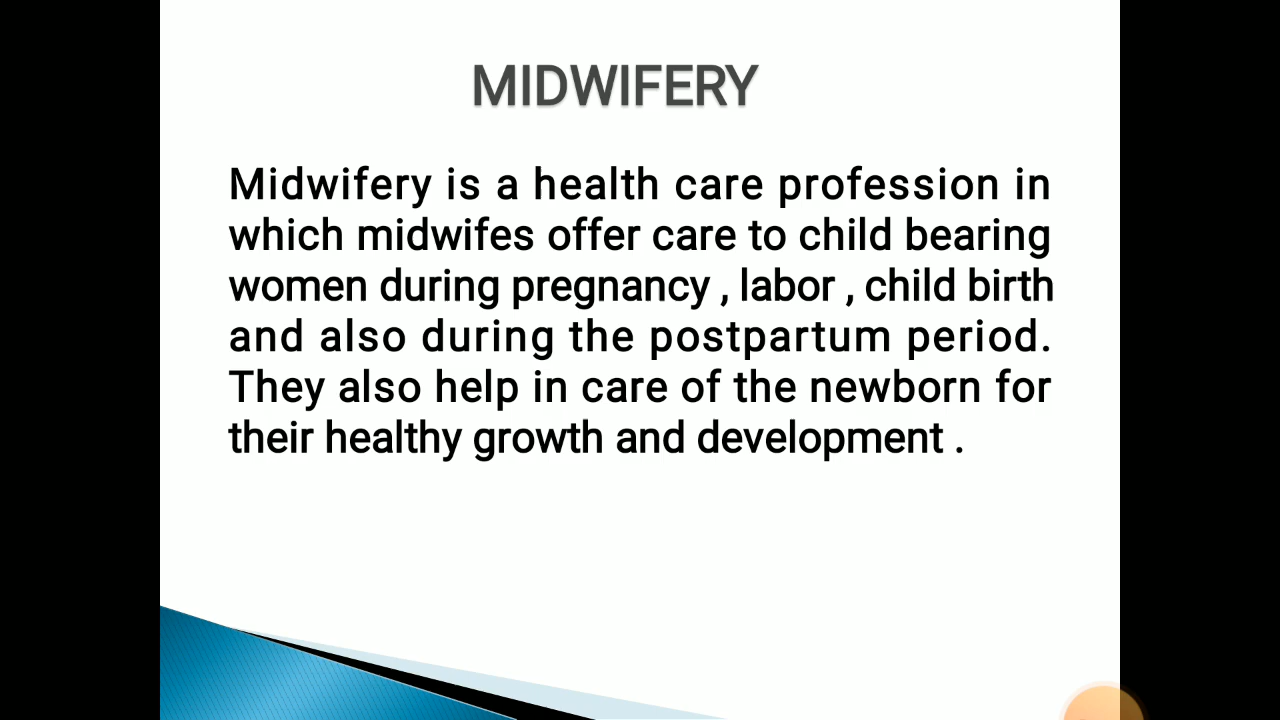 MIDWIFERY
Midwifery is a health care profession in
which midwifes offer care to child bearing
women during pregnancy , labor , child birth
and also during the postpartum period.
They also help in care of the newborn for
their healthy growth and development .